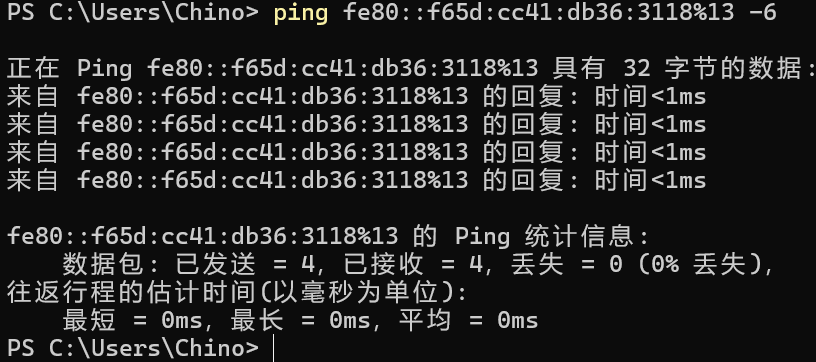 PS C:\Users\Chino> ping fe80::f65d:cc41:db36:3118%13 -6
正在 Ping fe80::f65d:cc41:db36:3118%13 具有 32 字节的数据:
来自 fe80::f65d:cc41:db36:3118%13 的回复: 时间<1ms
来自 fe80::f65d:cc41:db36:3118%13 的回复: 时间<1ms
来自 fe80::f65d:cc41:db36:3118%13 的回复: 时间<1ms
来自 fe80::f65d:cc41:db36:3118%13 的回复: 时间<1ms
fe80::f65d:cc41:db36:3118%13 的 Ping 统计信息:
数据包: 已发送 = 4, 已接收 = 4, 丢失 = 0 (0% 丢失),
往返行程的估计时间(以毫秒为单位):
最短 = 0ms, 最长 = 0ms, 平均 = 0ms
PS C:\Users\Chino>